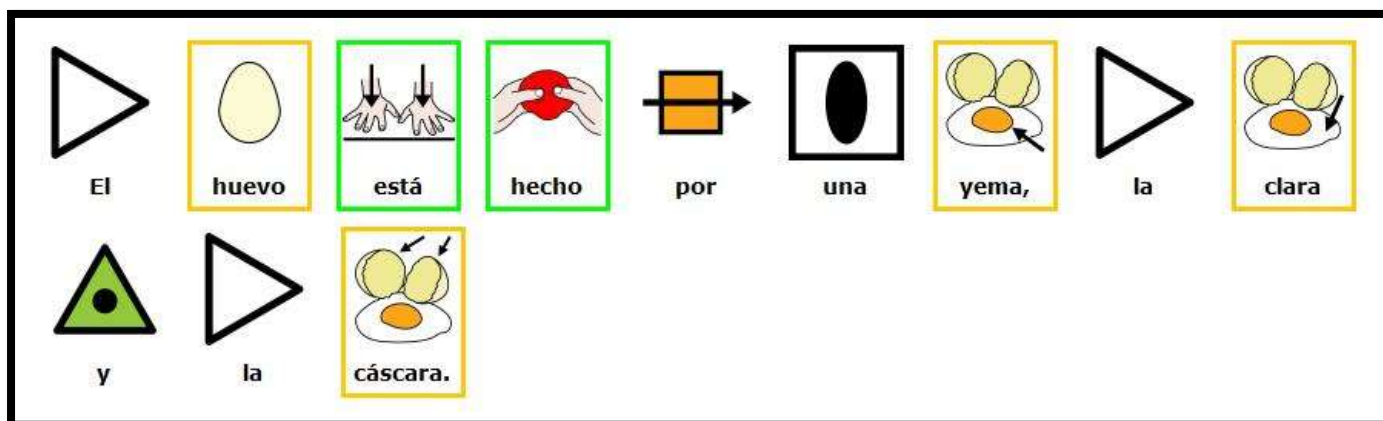 El huevo está hecho por una yema, la clara
y la cáscara.